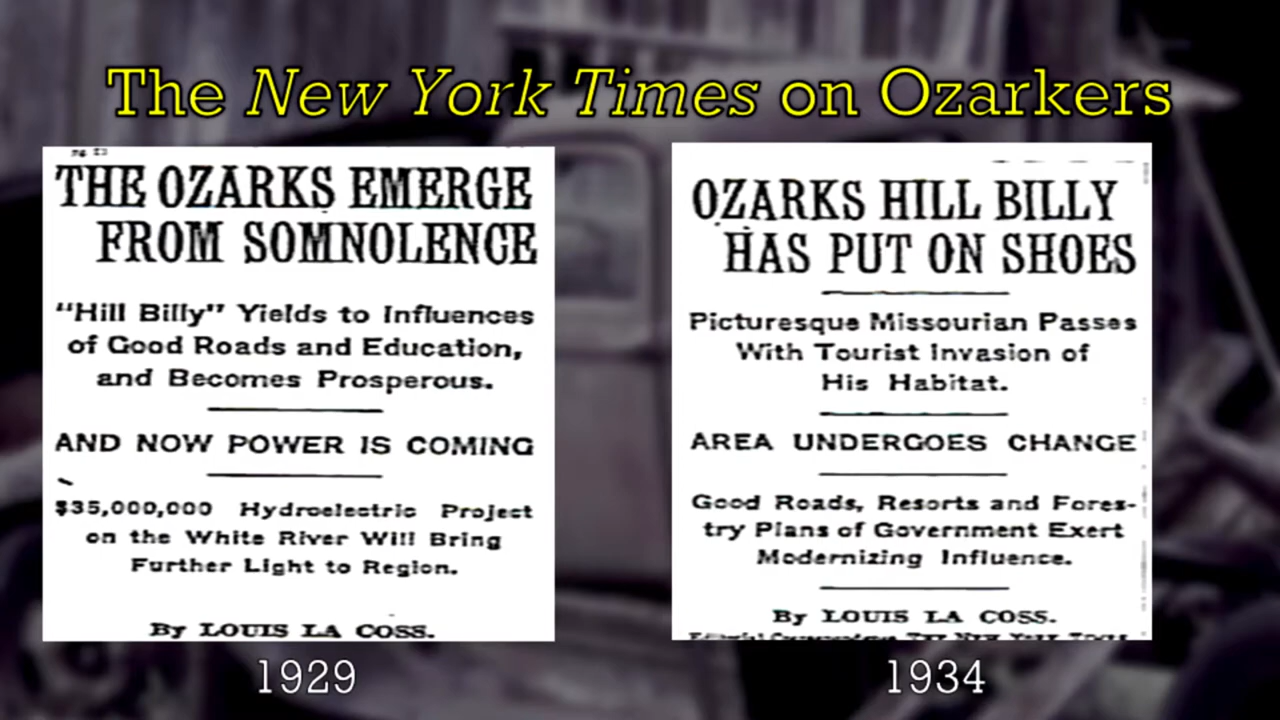 The New York Times on Ozarkers
THE OZARKS EMERGE
FROM SOMNOLENCE
"Hill Billy" Yields to Influences
of Good Roads and Education,
and Becomes Prosperous.
AND NOW POWER IS COMING
$35,000,000 Hydroelectric Project
on the White River Will Bring
Further Light to Region.
By LOUIS LA COSS.
1929
OZARKS HILL BILLY
HAS PUT ON SHOES
Picturesque Missourian Passes
With Tourist Invasion of
His Habitat.
AREA UNDERGOES CHANGE
Good Roads, Resorts and Fores-
try Plans of Government Exert
Modernizing Influence.
By LOUIS LA COSS.
1934